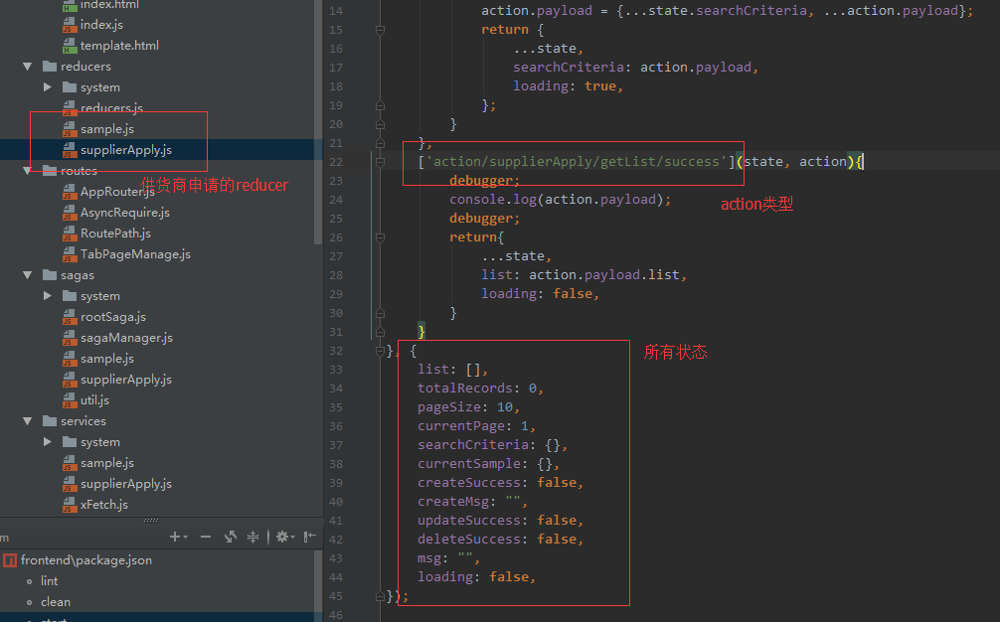 index.html
index.js
template.html
reducers
system
reducers.js
sample.js
supplierApply.js
routes
供货商申请的reducer
AppRouter.js
AsyncRequire.js
RoutePath.js
TabPageManage.js
sagas
system
rootSaga.js
sagaManager.js
sample.js
supplierApply.js
util.js
services
system
sample.js
supplierApply.js
xFetch.js
m
frontend\package.json
lint
clean
start
14 action.payload = {...state.searchCriteria, ...action.payload};
15 return {
16 ...state,
17 searchCriteria: action.payload,
18 loading: true,
19 };
20 }
21 },
22 ['action/supplierApply/getList/success'](state, action){
23 debugger;
action类型
24 console.log(action.payload);
25 debugger;
26 return{
27 ...state,
28 list: action.payload.list,
29 loading: false,
30 }
31 }
32 }, {
所有状态
33 list: [],
34 totalRecords: 0,
35 pageSize: 10,
36 currentPage: 1,
37 searchCriteria: {},
38 currentSample: {},
39 createSuccess: false,
40 createMsg: "",
41 updateSuccess: false,
42 deleteSuccess: false,
43 msg: "",
44 loading: false,
45 });
46